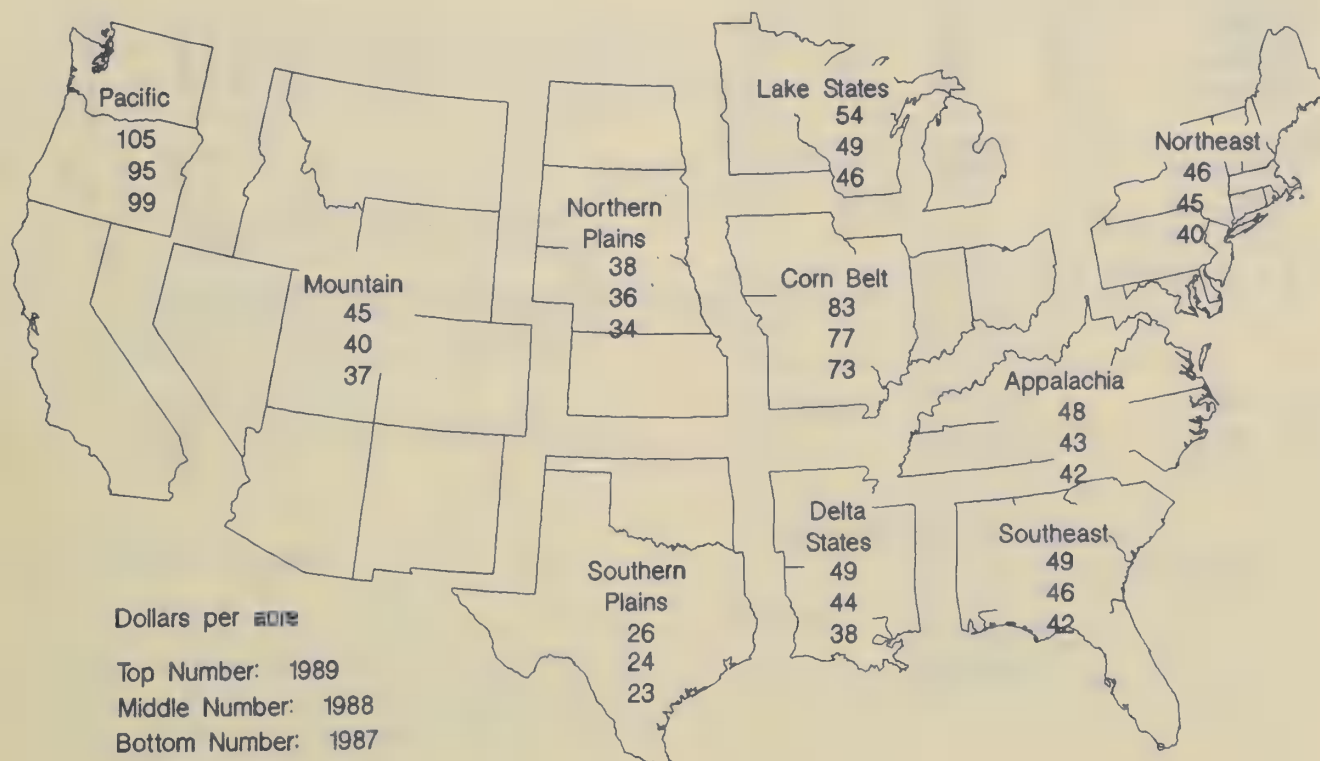 Pacific
105
95
99
Mountain
45
40
37
Northern
Plains
38
36
34
Lake States
54
49
46
Corn Belt
83
77
73
Northeast
46
45
40
Appalachia
48
43
42
Southeast
49
46
42
Delta
States
49
44
38
Southern
Plains
26
24
23
Dollars per acre
Top Number: 1989
Middle Number: 1988
Bottom Number: 1987